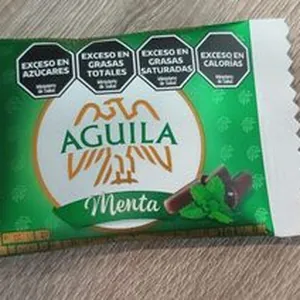 EXCESO EN
AZÚCARES
Ministerio
de Salud
EXCESO EN
GRASAS
TOTALES
Ministerio
de Salud
EXCESO EN
GRASAS
SATURADAS
Ministerio
de Salud
EXCESO EN
CALORÍAS
Ministerio
de Salud
AGUILA
Menta